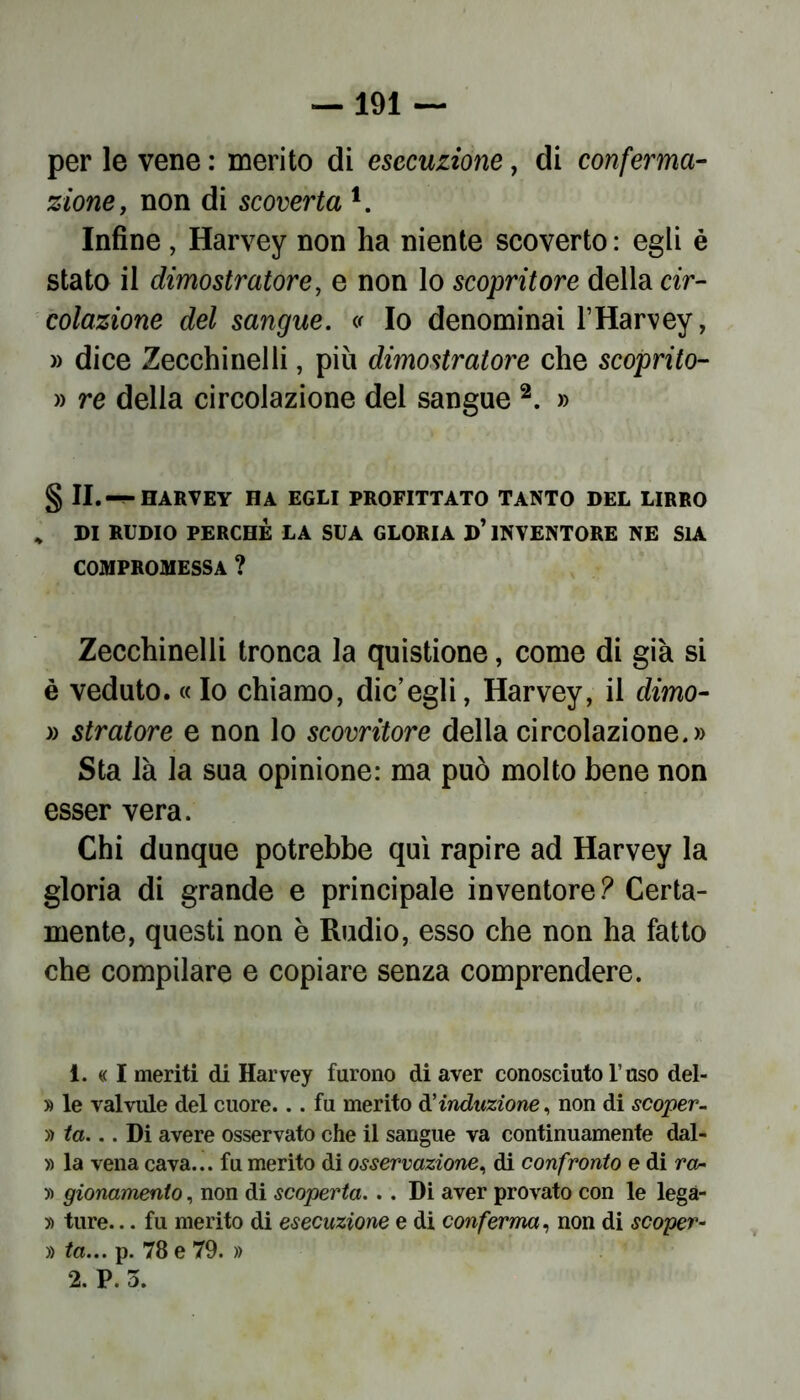 — 191 —
per le vene : merito di esecuzione, di conferma-
zione, non di scoverta 1.
Infine, Harvey non ha niente scoverto : egli è
stato il dimostratore, e non lo scopritore della cir-
colazione del sangue. « Io denominai l'Harvey,
» dice Zecchinelli, più dimostratore che scoprito-
» re della circolazione del sangue 2. »
§ II. — HARVEY HA EGLI PROFITTATO TANTO DEL LIBRO
DI RUDIO PERCHÈ LA SUA GLORIA D'INVENTORE NE SIA
COMPROMESSA ?
Zecchinelli tronca la quistione, come di già si
è veduto. « Io chiamo, dic'egli, Harvey, il dimo-
» stratore e non lo scovritore della circolazione. »
Sta là la sua opinione: ma può molto bene non
esser vera.
Chi dunque potrebbe quì rapire ad Harvey la
gloria di grande e principale inventore? Certa-
mente, questi non è Rudio, esso che non ha fatto
che compilare e copiare senza comprendere.
1. « I meriti di Harvey furono di aver conosciuto l'uso del-
» le valvule del cuore... fu merito d'induzione, non di scoper-
» ta... Di avere osservato che il sangue va continuamente dal-
» la vena cava... fu merito di osservazione, di confronto e di ra-
» gionamento, non di scoperta... Di aver provato con le lega-
» ture... fu merito di esecuzione e di conferma, non di scoper-
» ta... p. 78 e 79. »
2. P. 3.